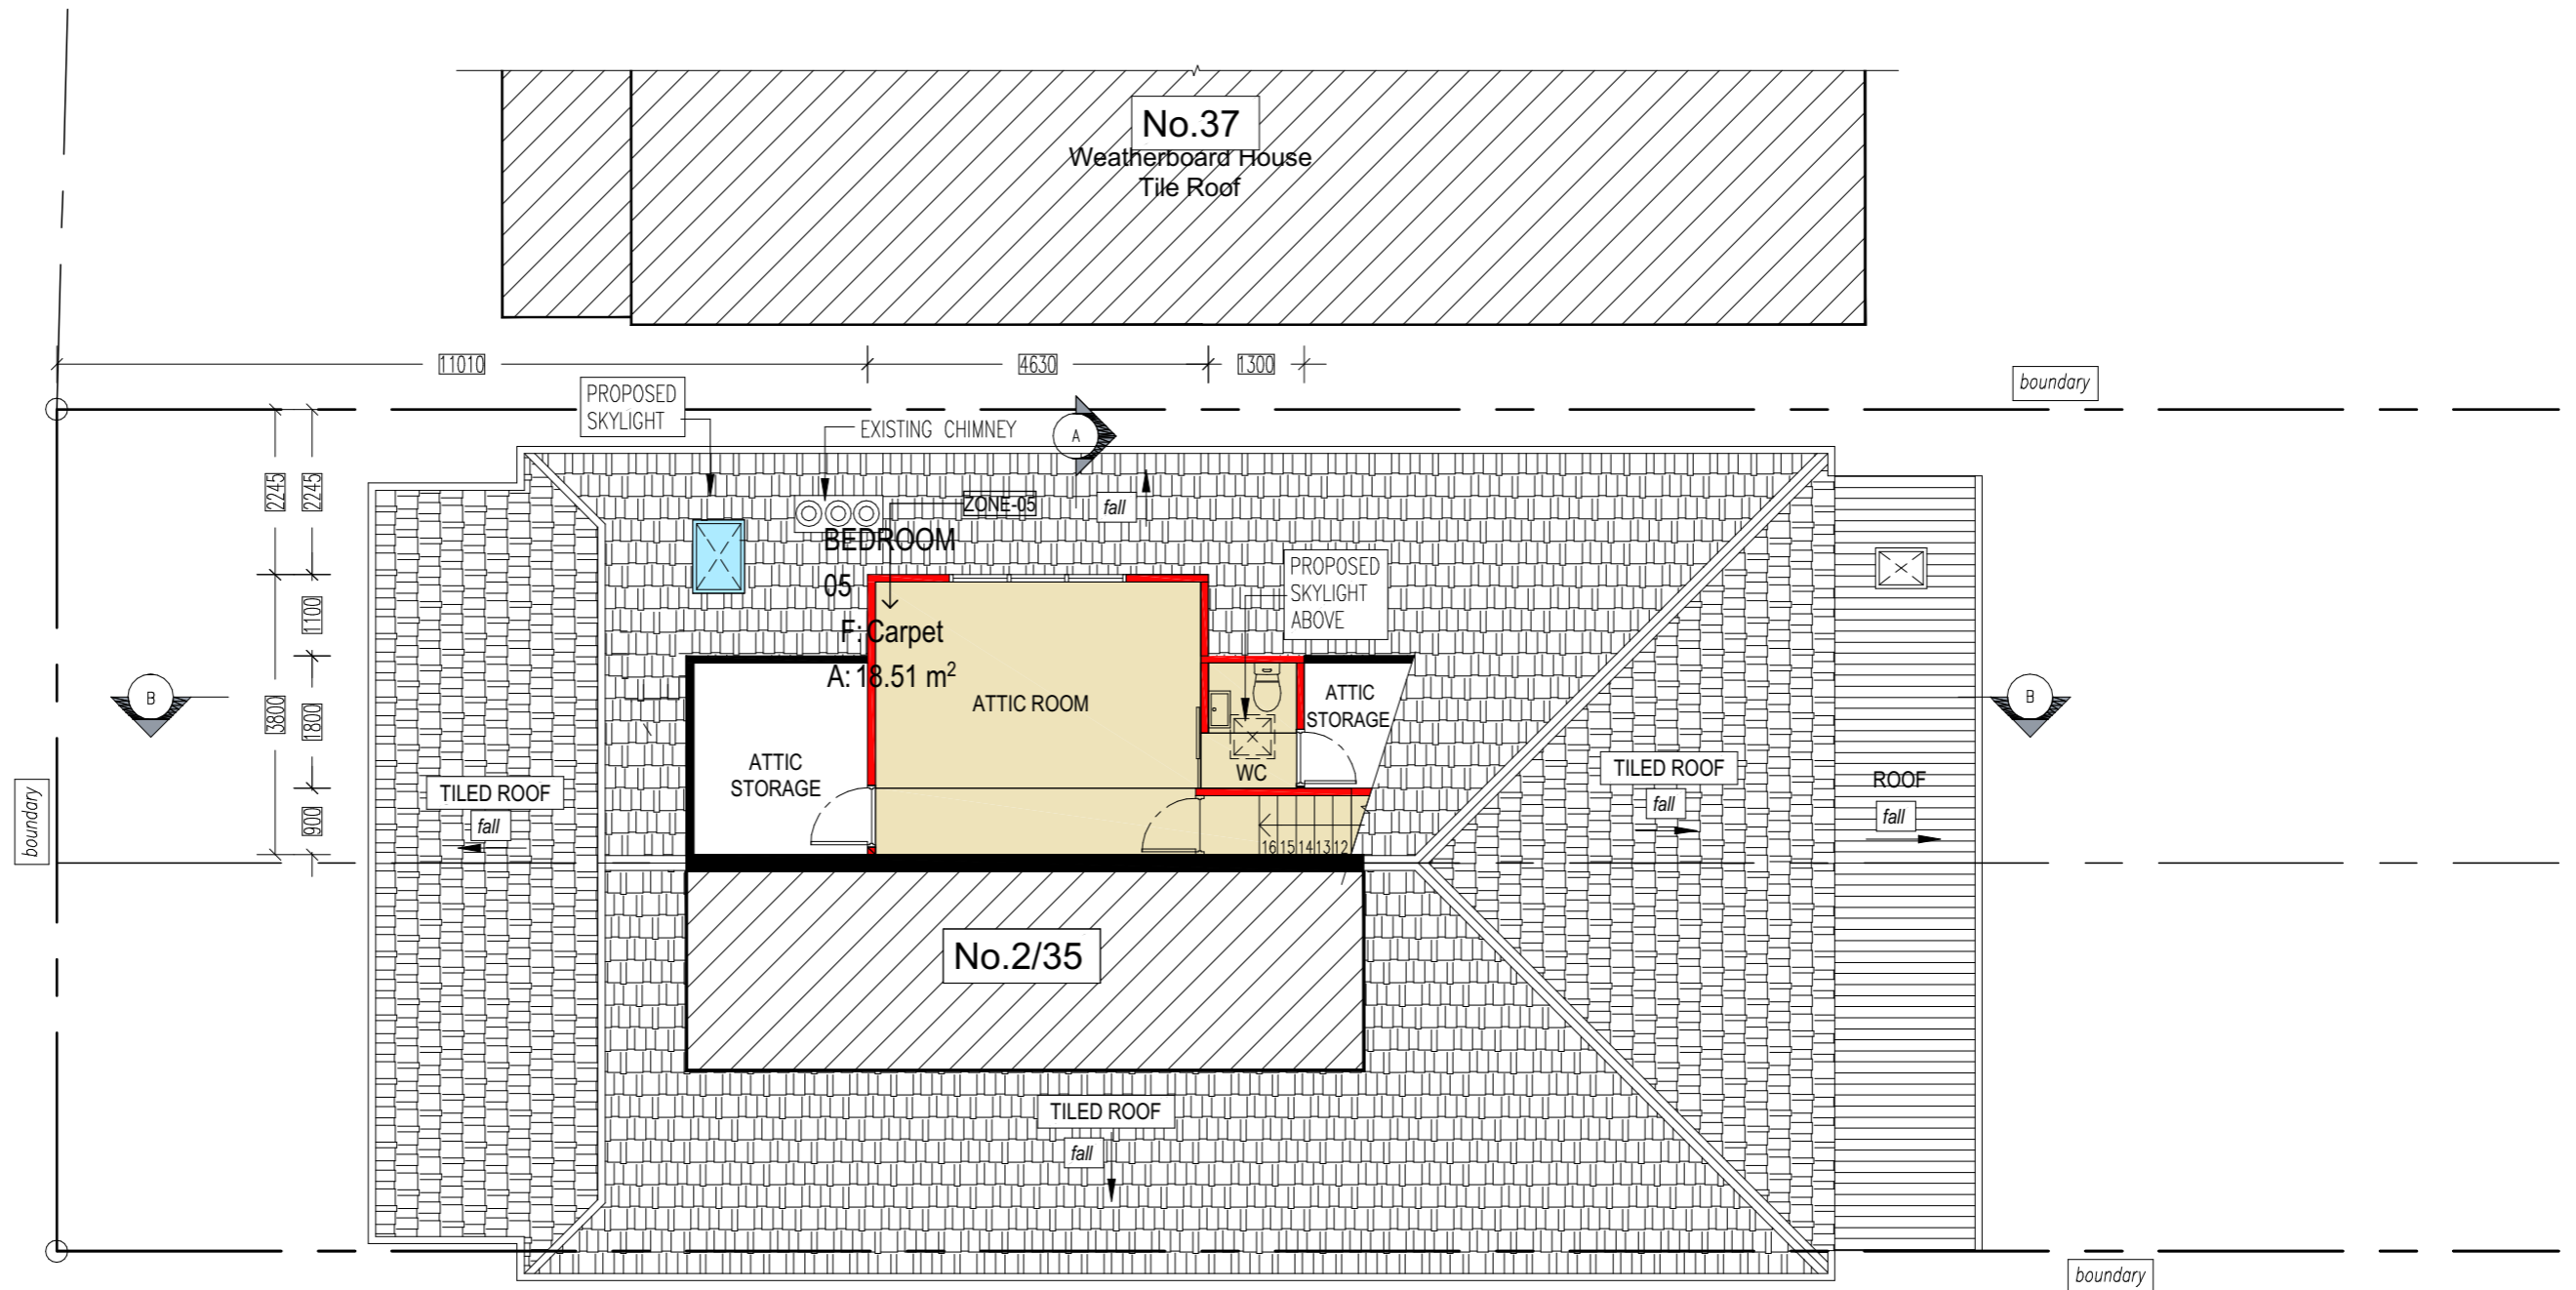 No.37
Weatherboard House
Tile Roof
11010
4630
1300
boundary
PROPOSED
SKYLIGHT
EXISTING CHIMNEY
A
2245
2245
ZONE-05
fall
BEDROOM
05
F: Carpet
A: 18.51 m²
PROPOSED
SKYLIGHT
ABOVE
1100
3800
1800
900
B
B
ATTIC ROOM
ATTIC
STORAGE
ATTIC
STORAGE
WC
TILED ROOF
fall
TILED ROOF
fall
ROOF
fall
boundary
16 15 14 13 12
No.2/35
TILED ROOF
fall
boundary